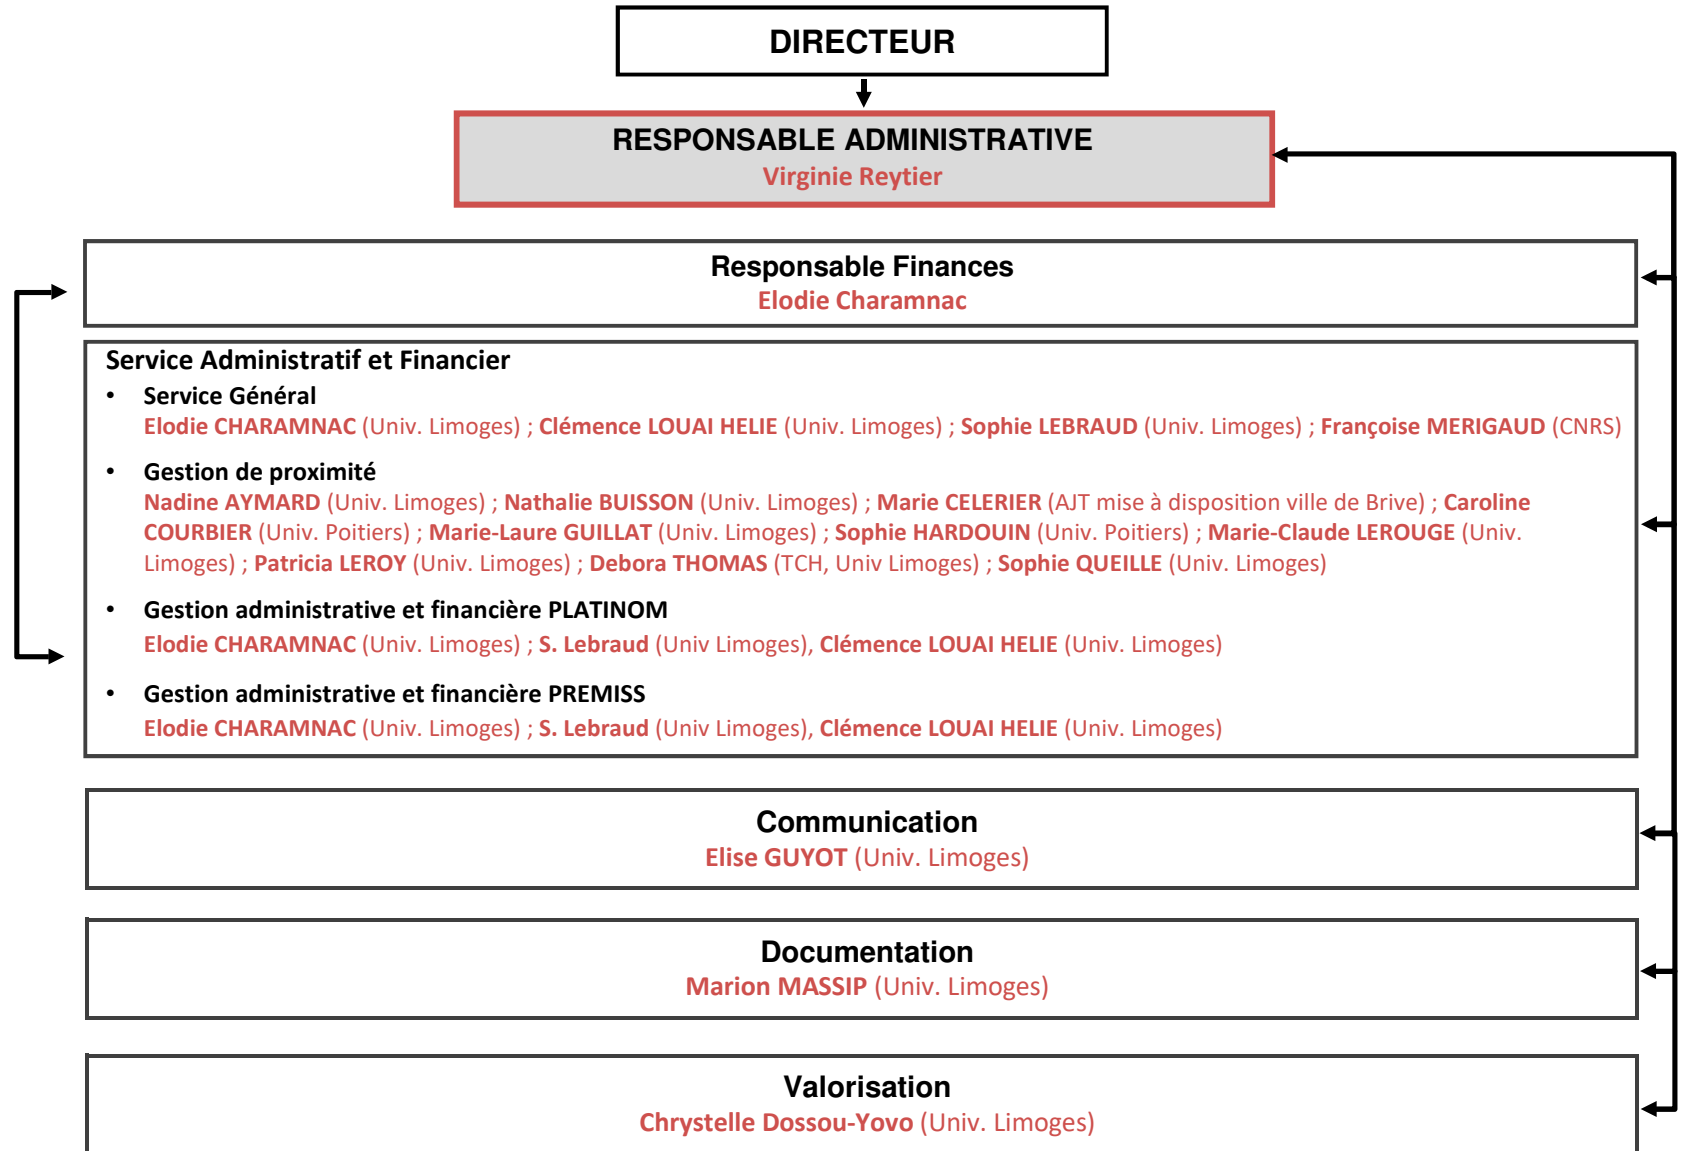 DIRECTEUR
RESPONSABLE ADMINISTRATIVE
Virginie Reytier
Responsable Finances
Elodie Charamnac
Service Administratif et Financier
• Service Général
Elodie CHARAMNAC (Univ. Limoges) ; Clémence LOUAI HELIE (Univ. Limoges) ; Sophie LEBRAUD (Univ. Limoges) ; Françoise MERIGAUD (CNRS)
• Gestion de proximité
Nadine AYMARD (Univ. Limoges) ; Nathalie BUISSON (Univ. Limoges) ; Marie CELERIER (AJT mise à disposition ville de Brive) ; Caroline
COURBIER (Univ. Poitiers) ; Marie-Laure GUILLAT (Univ. Limoges) ; Sophie HARDOUIN (Univ. Poitiers) ; Marie-Claude LEROUGE (Univ.
Limoges) ; Patricia LEROY (Univ. Limoges) ; Debora THOMAS (TCH, Univ Limoges) ; Sophie QUEILLE (Univ. Limoges)
• Gestion administrative et financière PLATINOM
Elodie CHARAMNAC (Univ. Limoges) ; S. Lebraud (Univ Limoges), Clémence LOUAI HELIE (Univ. Limoges)
• Gestion administrative et financière PREMISS
Elodie CHARAMNAC (Univ. Limoges) ; S. Lebraud (Univ Limoges), Clémence LOUAI HELIE (Univ. Limoges)
Communication
Elise GUYOT (Univ. Limoges)
Documentation
Marion MASSIP (Univ. Limoges)
Valorisation
Chrystelle Dossou-Yovo (Univ. Limoges)